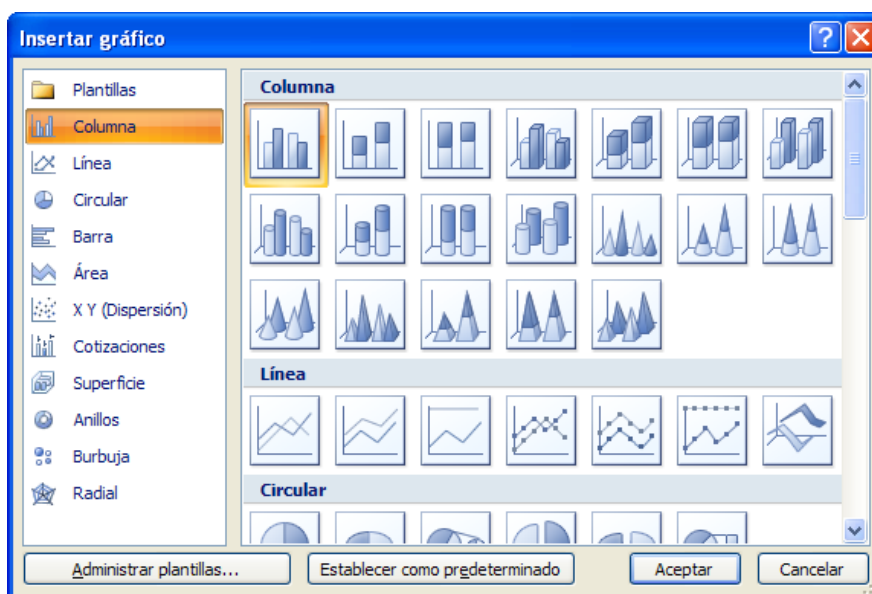 Insertar gráfico
?
Plantillas
Columna
Línea
Circular
Barra
Área
X Y (Dispersión)
Cotizaciones
Superficie
Anillos
Burbuja
Radial
Columna
Línea
Circular
Administrar plantillas...
Establecer como predeterminado
Aceptar
Cancelar